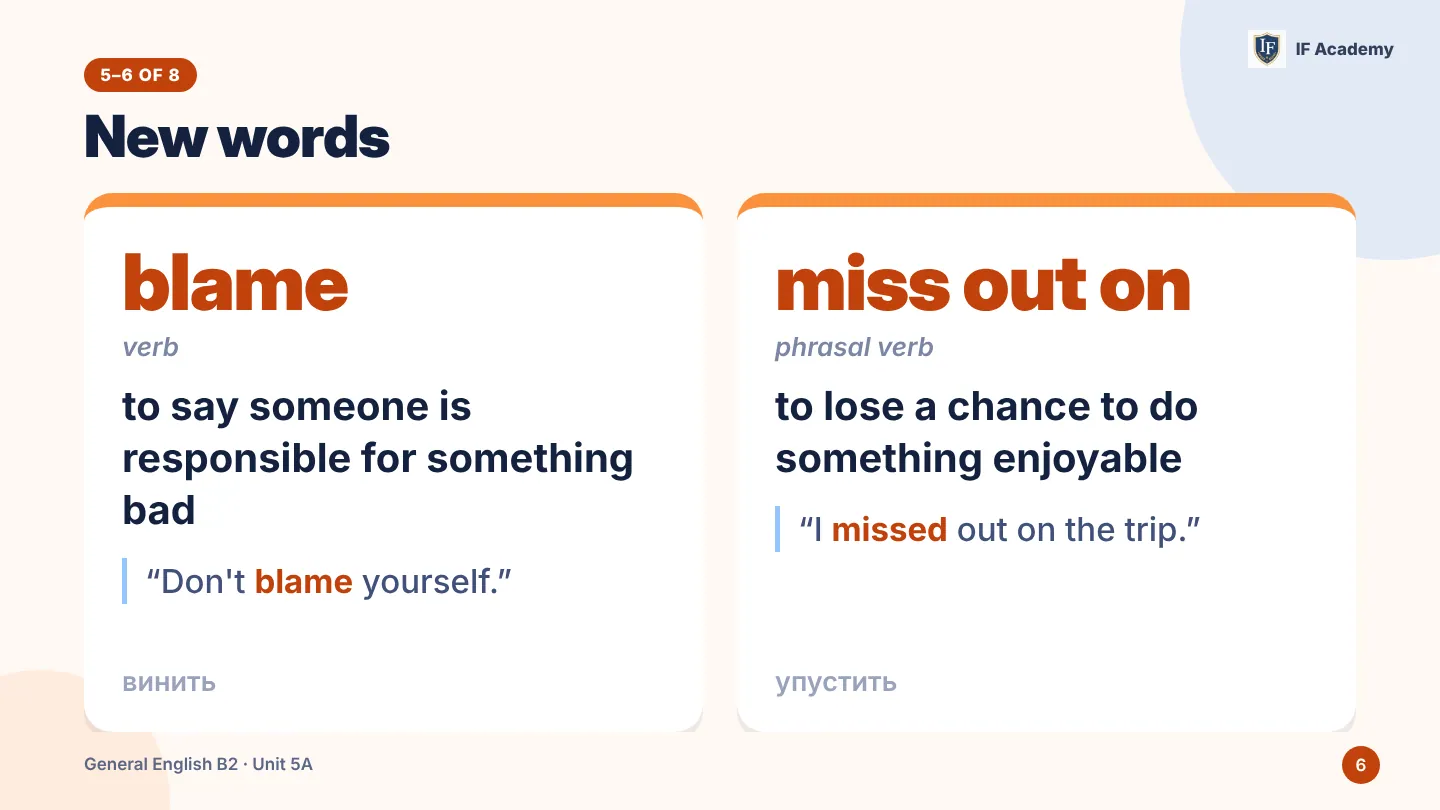 IF
IF Academy
5–6 OF 8
New words
blame
verb
to say someone is
responsible for something
bad
“Don't blame yourself.”
винить
miss out on
phrasal verb
to lose a chance to do
something enjoyable
“I missed out on the trip.”
упустить
General English B2 · Unit 5A
6